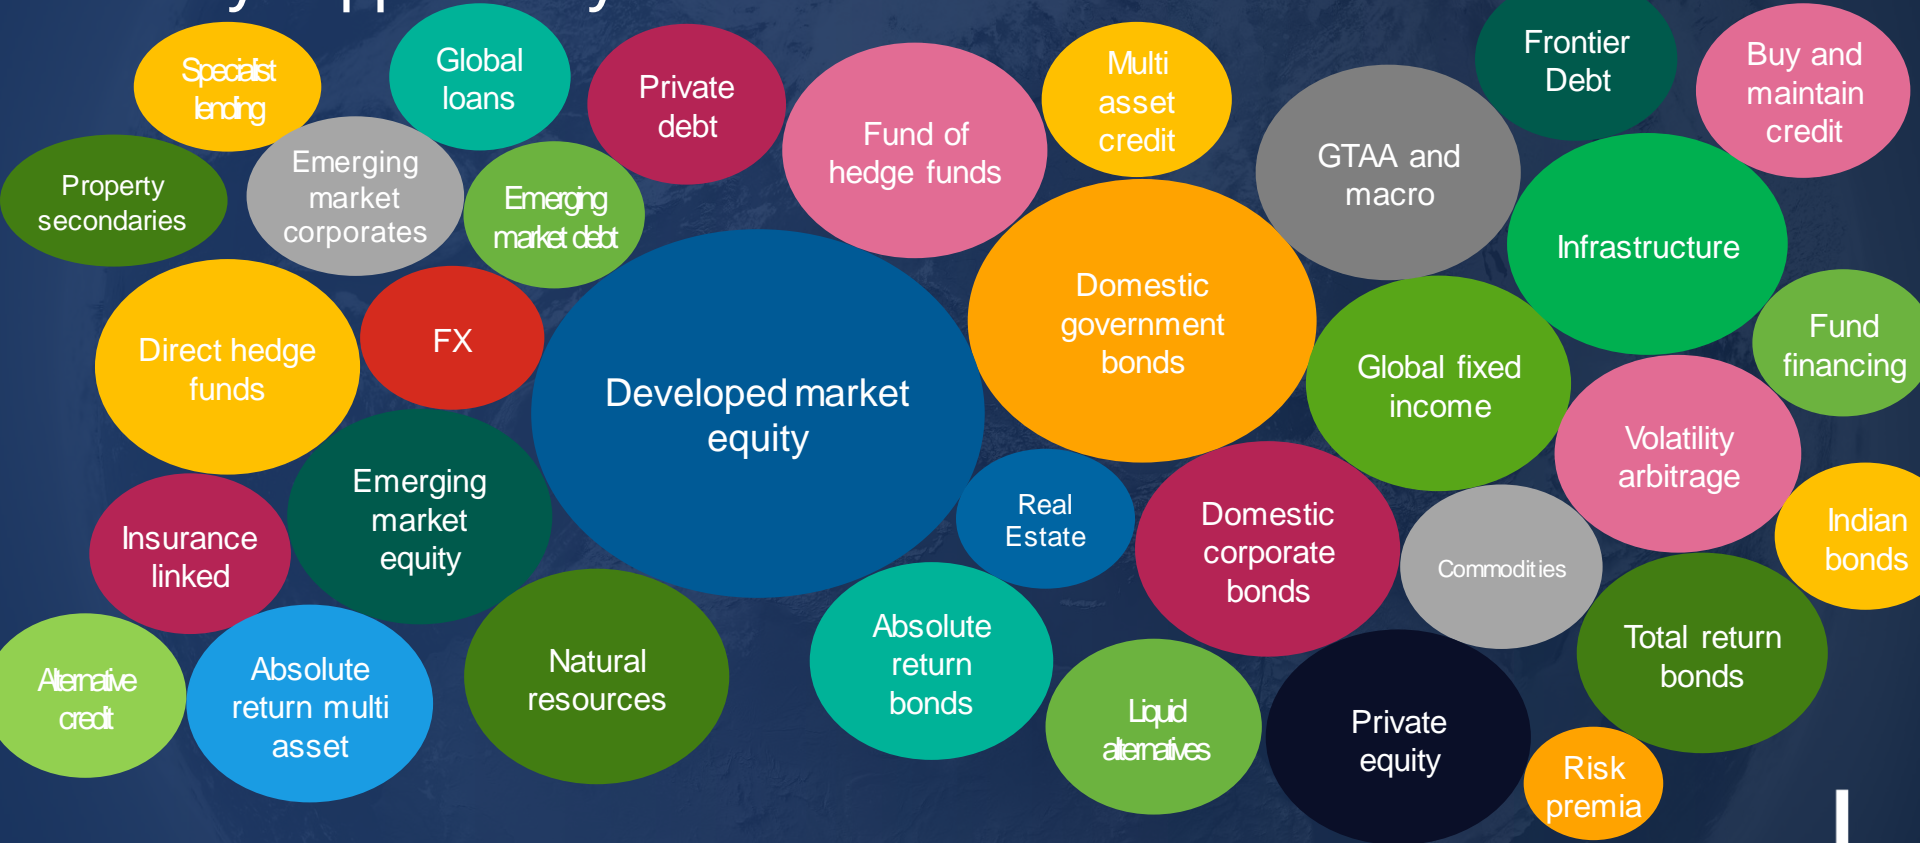 Specialist
lending
Global
loans
Private
debt
Fund of
hedge funds
Multi
asset
credit
GTAA and
macro
Frontier
Debt
Buy and
maintain
credit
Property
secondaries
Emerging
market
corporates
Emerging
market debt
Infrastructure
Direct hedge
funds
FX
Developed market
equity
Domestic
government
bonds
Global fixed
income
Fund
financing
Volatility
arbitrage
Insurance
linked
Emerging
market
equity
Real
Estate
Domestic
corporate
bonds
Commodities
Indian
bonds
Alternative
credit
Absolute
return multi
asset
Natural
resources
Absolute
return
bonds
Liquid
alternatives
Private
equity
Total return
bonds
Risk
premia